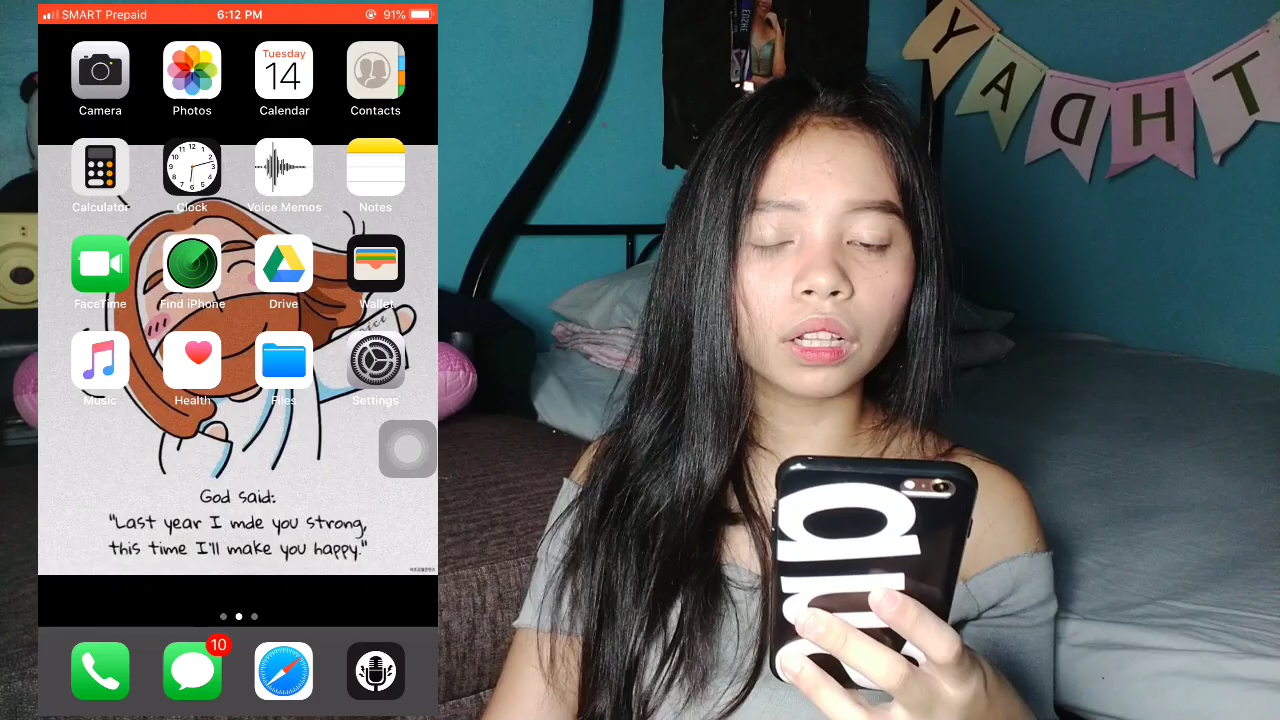 SMART Prepaid 6:12 PM 91%
Tuesday
14
Camera Photos Calendar Contacts
Calculator Clock Voice Memos Notes
FaceTime Find iPhone Drive Wallet
Music Health Files Settings
God said:
"Last year I mde you strong,
this time I'll make you happy."
10
YADHT